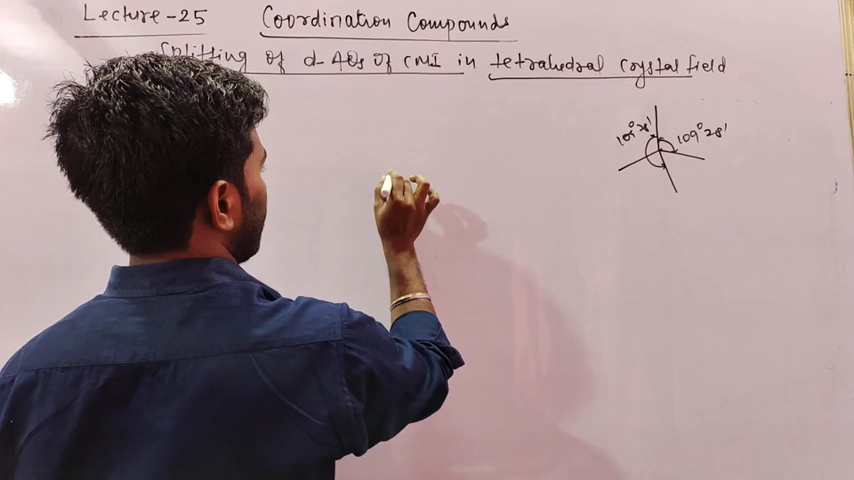 Lecture-25 Coordination Compounds
Splitting of d-AOs of CMI in tetrahedral crystal field
109°28' 109°28'